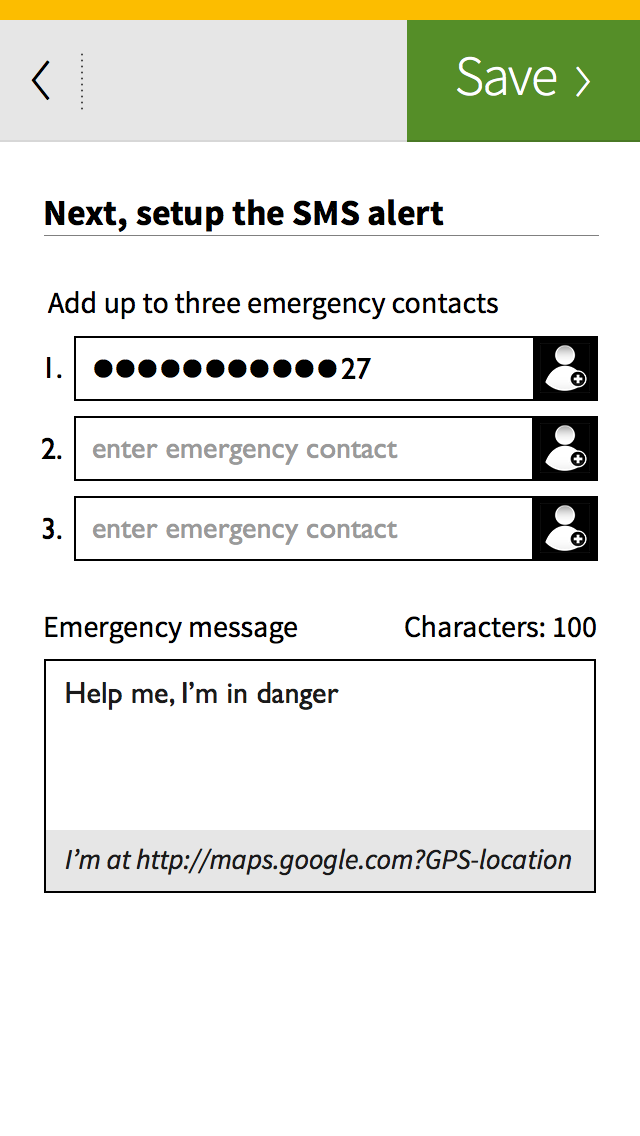 Save
Next, setup the SMS alert
Add up to three emergency contacts
1. ●●●●●●●●●●●27
2. enter emergency contact
3. enter emergency contact
Emergency message Characters: 100
Help me, I’m in danger
I’m at http://maps.google.com?GPS-location